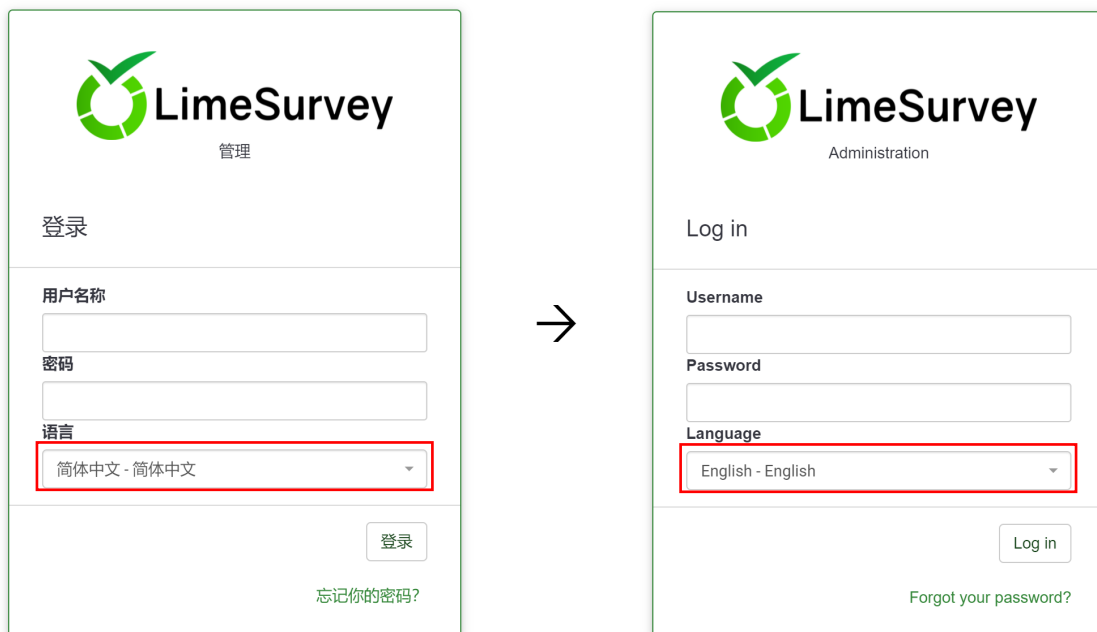 LimeSurvey
管理
登录
用户名称
密码
语言
简体中文 - 简体中文
登录
忘记你的密码?
LimeSurvey
Administration
Log in
Username
Password
Language
English - English
Log in
Forgot your password?